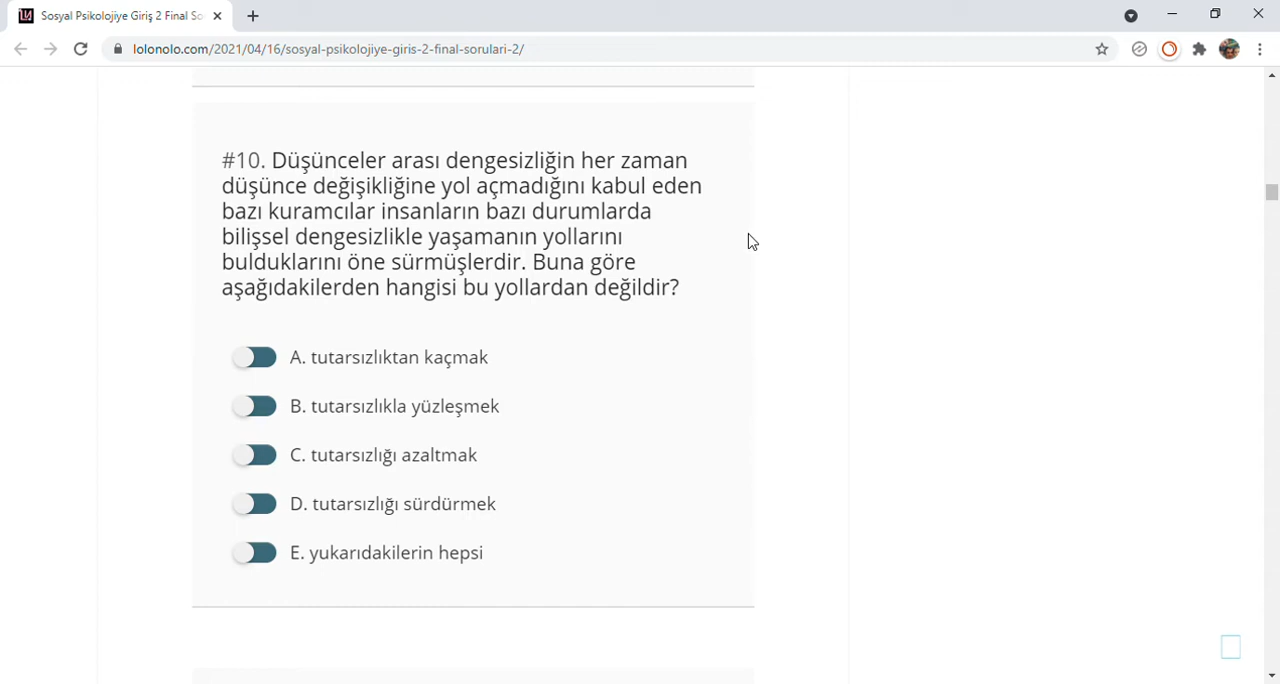 Sosyal Psikolojiye Giriş 2 Final So
lolonolo.com/2021/04/16/sosyal-psikolojiye-giris-2-final-sorulari-2/
#10. Düşünceler arası dengesizliğin her zaman
düşünce değişikliğine yol açmadığını kabul eden
bazı kuramcılar insanların bazı durumlarda
bilişsel dengesizlikle yaşamanın yollarını
bulduklarını öne sürmüşlerdir. Buna göre
aşağıdakilerden hangisi bu yollardan değildir?
A. tutarsızlıktan kaçmak
B. tutarsızlıkla yüzleşmek
C. tutarsızlığı azaltmak
D. tutarsızlığı sürdürmek
E. yukarıdakilerin hepsi